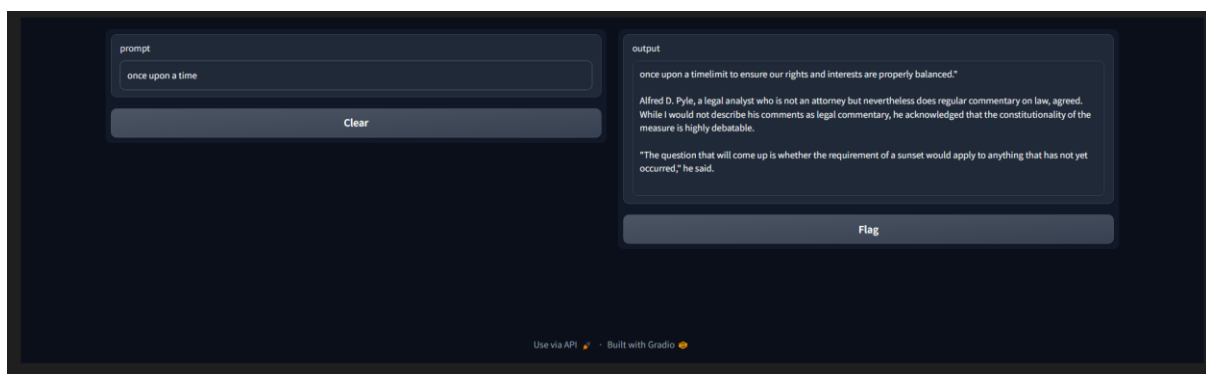 prompt
once upon a time
Clear
output
once upon a timelimit to ensure our rights and interests are properly balanced."
Alfred D. Pyle, a legal analyst who is not an attorney but nevertheless does regular commentary on law, agreed.
While I would not describe his comments as legal commentary, he acknowledged that the constitutionality of the
measure is highly debatable.
"The question that will come up is whether the requirement of a sunset would apply to anything that has not yet
occurred," he said.
Flag
Use via API · Built with Gradio